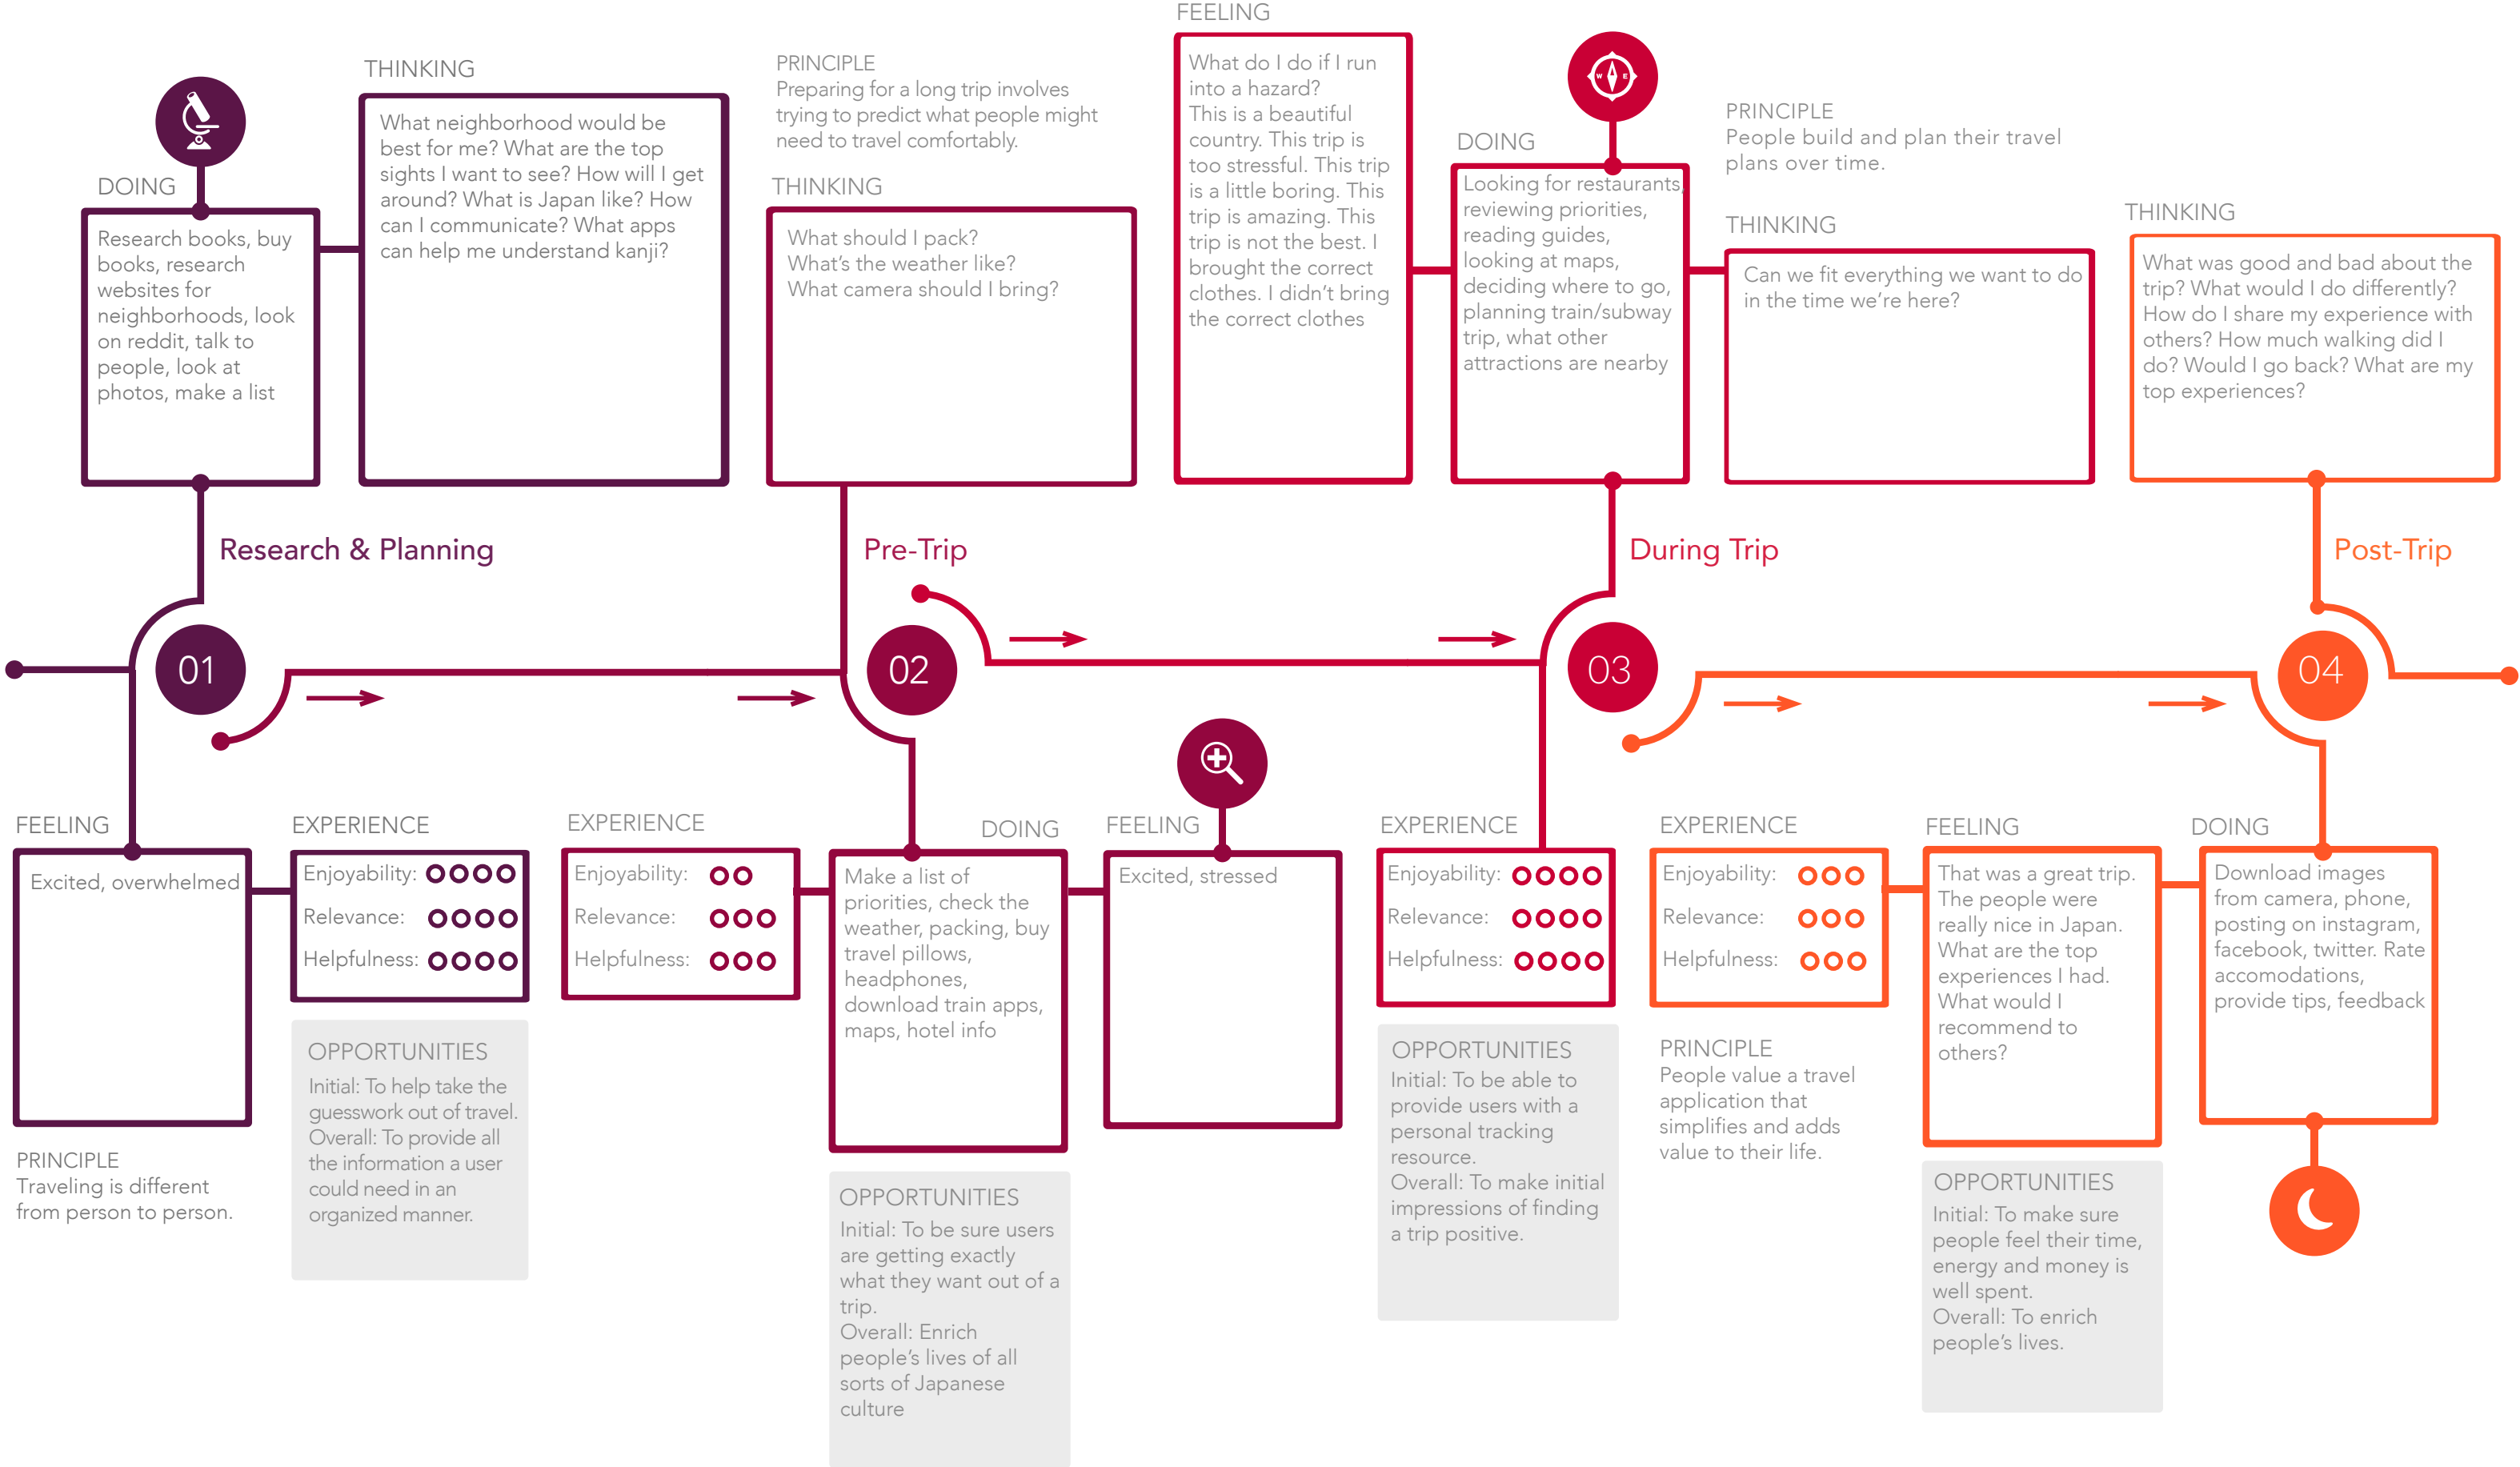 DOING
Research books, buy
books, research
websites for
neighborhoods, look
on reddit, talk to
people, look at
photos, make a list
THINKING
What neighborhood would be
best for me? What are the top
sights I want to see? How will I get
around? What is Japan like? How
can I communicate? What apps
can help me understand kanji?
Research & Planning
01
FEELING
Excited, overwhelmed
PRINCIPLE
Traveling is different
from person to person.
EXPERIENCE
Enjoyability:
Relevance:
Helpfulness:
OPPORTUNITIES
Initial: To help take the
guesswork out of travel.
Overall: To provide all
the information a user
could need in an
organized manner.
PRINCIPLE
Preparing for a long trip involves
trying to predict what people might
need to travel comfortably.
THINKING
What should I pack?
What's the weather like?
What camera should I bring?
Pre-Trip
02
EXPERIENCE
Enjoyability:
Relevance:
Helpfulness:
DOING
Make a list of
priorities, check the
weather, packing, buy
travel pillows,
headphones,
download train apps,
maps, hotel info
OPPORTUNITIES
Initial: To be sure users
are getting exactly
what they want out of a
trip.
Overall: Enrich
people's lives of all
sorts of Japanese
culture
FEELING
Excited, stressed
FEELING
What do I do if I run
into a hazard?
This is a beautiful
country. This trip is
too stressful. This trip
is a little boring. This
trip is amazing. This
trip is not the best. I
brought the correct
clothes. I didn't bring
the correct clothes
W E
DOING
Looking for restaurants,
reviewing priorities,
reading guides,
looking at maps,
deciding where to go,
planning train/subway
trip, what other
attractions are nearby
PRINCIPLE
People build and plan their travel
plans over time.
THINKING
Can we fit everything we want to do
in the time we're here?
During Trip
03
EXPERIENCE
Enjoyability:
Relevance:
Helpfulness:
OPPORTUNITIES
Initial: To be able to
provide users with a
personal tracking
resource.
Overall: To make initial
impressions of finding
a trip positive.
THINKING
What was good and bad about the
trip? What would I do differently?
How do I share my experience with
others? How much walking did I
do? Would I go back? What are my
top experiences?
Post-Trip
04
EXPERIENCE
Enjoyability:
Relevance:
Helpfulness:
PRINCIPLE
People value a travel
application that
simplifies and adds
value to their life.
FEELING
That was a great trip.
The people were
really nice in Japan.
What are the top
experiences I had.
What would I
recommend to
others?
OPPORTUNITIES
Initial: To make sure
people feel their time,
energy and money is
well spent.
Overall: To enrich
people's lives.
DOING
Download images
from camera, phone,
posting on instagram,
facebook, twitter. Rate
accomodations,
provide tips, feedback